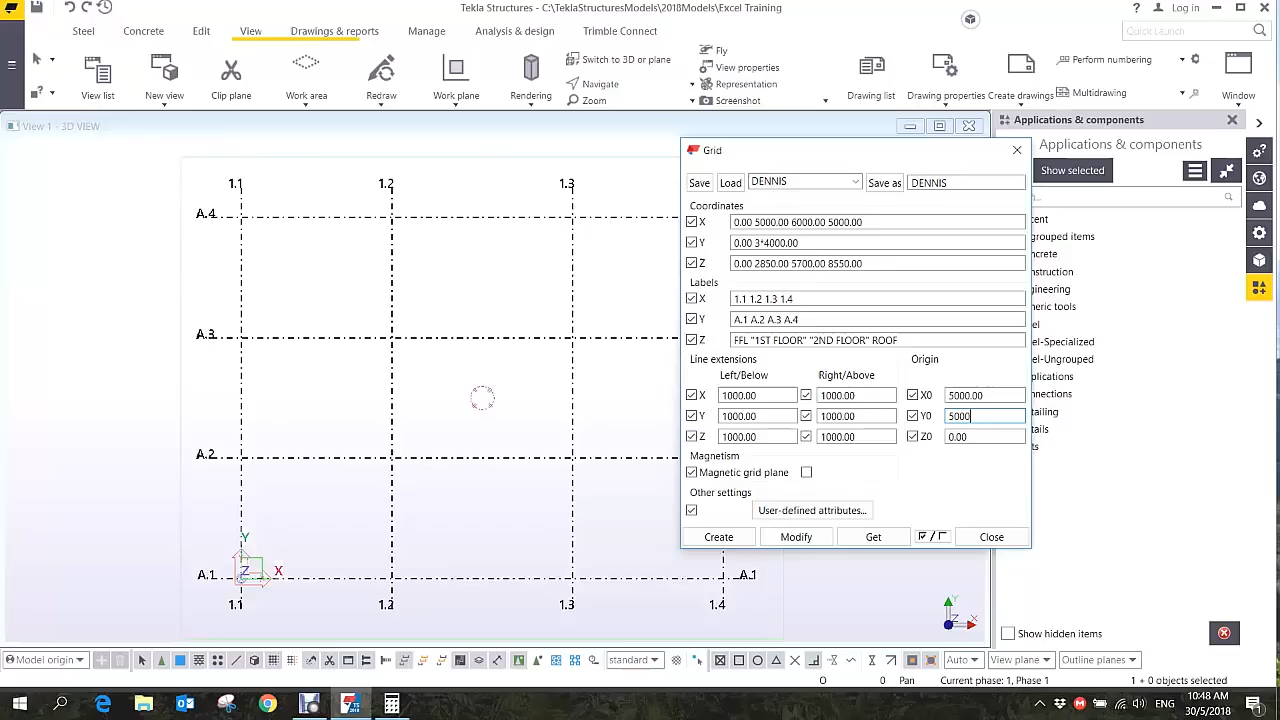 Tekla Structures - C:\TeklaStructuresModels\2018Models\Excel Training
? Log in
Steel Concrete Edit View Drawings & reports Manage Analysis & design Trimble Connect
Quick Launch
View list
New view
Clip plane
Work area
Redraw
Work plane
Rendering
Switch to 3D or plane
Navigate
Zoom
Fly
View properties
Representation
Screenshot
Drawing list
Drawing properties
Create drawings
Perform numbering
Multidrawing
Window
View 1 - 3D VIEW
Applications & components
Applications & components
Show selected
cent
grouped items
ncrete
nstruction
gineering
neric tools
el
el-Specialized
el-Ungrouped
plications
nnections
tailing
tails
ts
Show hidden items
1.1 1.2 1.3
A.4
A.3
A.2
A.1 A.1
1.1 1.2 1.3 1.4
Y
Z X
Y
Z X
Grid
Save Load DENNIS Save as DENNIS
Coordinates
X 0.00 5000.00 6000.00 5000.00
Y 0.00 3*4000.00
Z 0.00 2850.00 5700.00 8550.00
Labels
X 1.1 1.2 1.3 1.4
Y A.1 A.2 A.3 A.4
Z FFL "1ST FLOOR" "2ND FLOOR" ROOF
Line extensions Origin
Left/Below Right/Above
X 1000.00 1000.00 X0 5000.00
Y 1000.00 1000.00 Y0 5000
Z 1000.00 1000.00 Z0 0.00
Magnetism
Magnetic grid plane
Other settings
User-defined attributes...
Create Modify Get Close
Model origin standard Auto View plane Outline planes
O 0 Pan Current phase: 1, Phase 1 1 + 0 objects selected
ENG
10:48 AM
30/5/2018